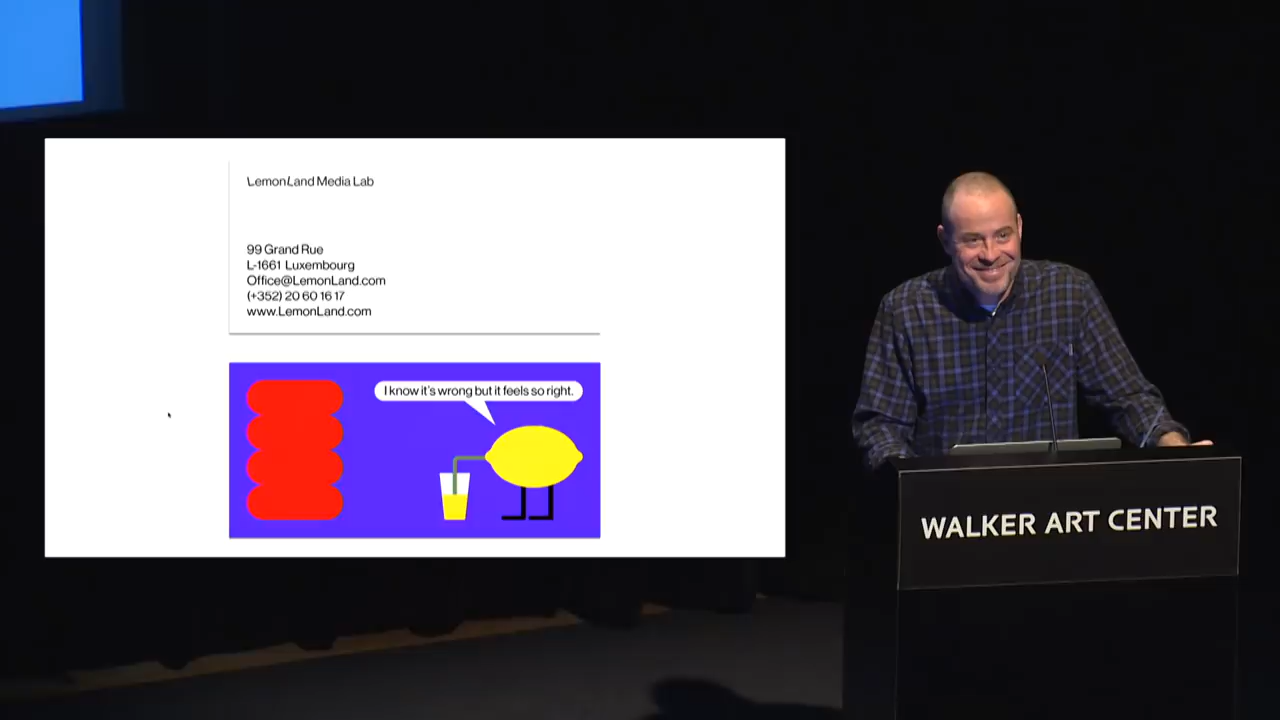 LemonLand Media Lab
99 Grand Rue
L-1661 Luxembourg
Office@LemonLand.com
(+352) 20 60 16 17
www.LemonLand.com
I know it's wrong but it feels so right.
WALKER ART CENTER